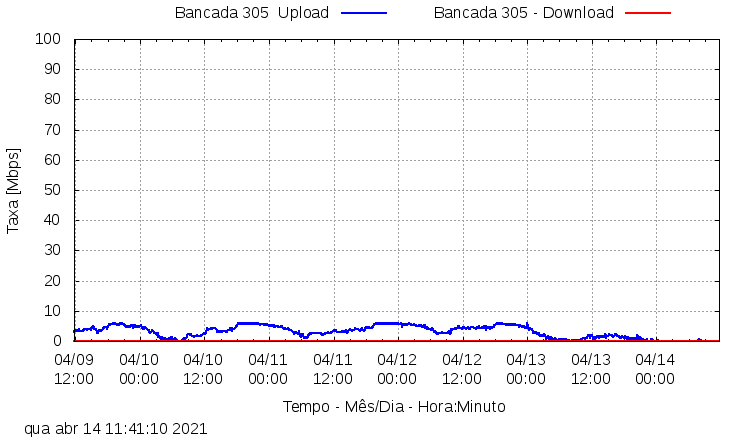 Bancada 305  Upload
Bancada 305 - Download
100
90
80
70
60
50
40
30
20
10
0
Taxa [Mbps]
04/09 04/10 04/10 04/11 04/11 04/12 04/12 04/13 04/13 04/14
12:00 00:00 12:00 00:00 12:00 00:00 12:00 00:00 12:00 00:00
Tempo - Mês/Dia - Hora:Minuto
qua abr 14 11:41:10 2021